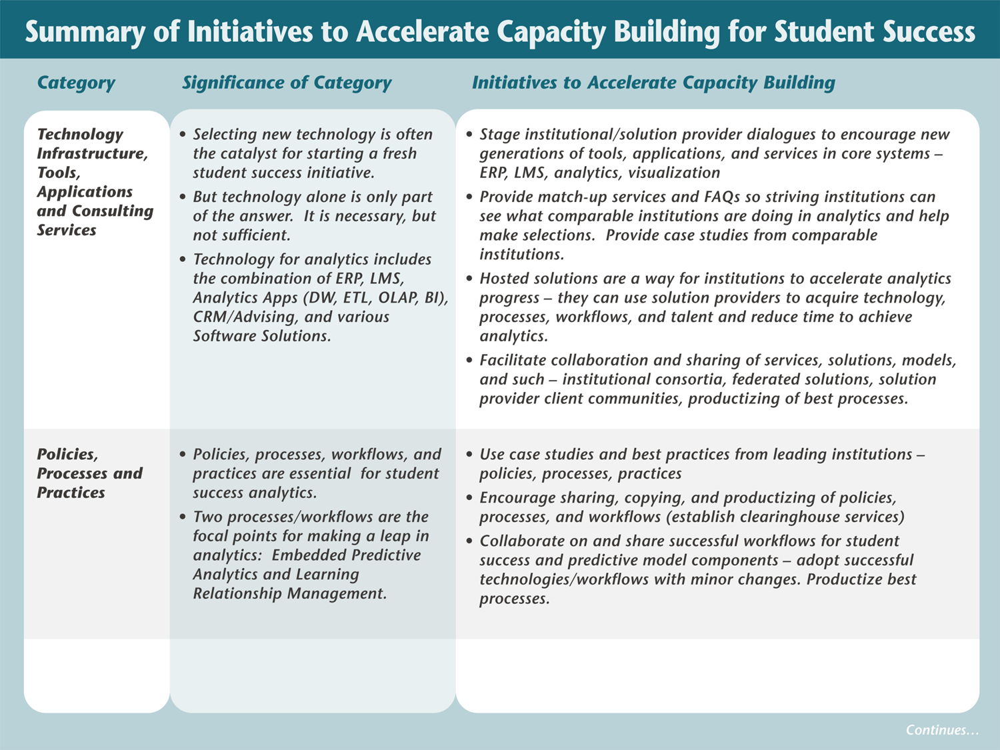 Summary of Initiatives to Accelerate Capacity Building for Student Success
Category
Significance of Category
Initiatives to Accelerate Capacity Building
Technology
Infrastructure,
Tools,
Applications
and Consulting
Services
• Selecting new technology is often
the catalyst for starting a fresh
student success initiative.
• But technology alone is only part
of the answer.  It is necessary, but
not sufficient.
• Technology for analytics includes
the combination of ERP, LMS,
Analytics Apps (DW, ETL, OLAP, BI),
CRM/Advising, and various
Software Solutions.
• Stage institutional/solution provider dialogues to encourage new
generations of tools, applications, and services in core systems –
ERP, LMS, analytics, visualization
• Provide match-up services and FAQs so striving institutions can
see what comparable institutions are doing in analytics and help
make selections.  Provide case studies from comparable
institutions.
• Hosted solutions are a way for institutions to accelerate analytics
progress – they can use solution providers to acquire technology,
processes, workflows, and talent and reduce time to achieve
analytics.
• Facilitate collaboration and sharing of services, solutions, models,
and such – institutional consortia, federated solutions, solution
provider client communities, productizing of best processes.
Policies,
Processes and
Practices
• Policies, processes, workflows, and
practices are essential  for student
success analytics.
• Two processes/workflows are the
focal points for making a leap in
analytics:  Embedded Predictive
Analytics and Learning
Relationship Management.
• Use case studies and best practices from leading institutions –
policies, processes, practices
• Encourage sharing, copying, and productizing of policies,
processes, and workflows (establish clearinghouse services)
• Collaborate on and share successful workflows for student
success and predictive model components – adopt successful
technologies/workflows with minor changes. Productize best
processes.
Continues...